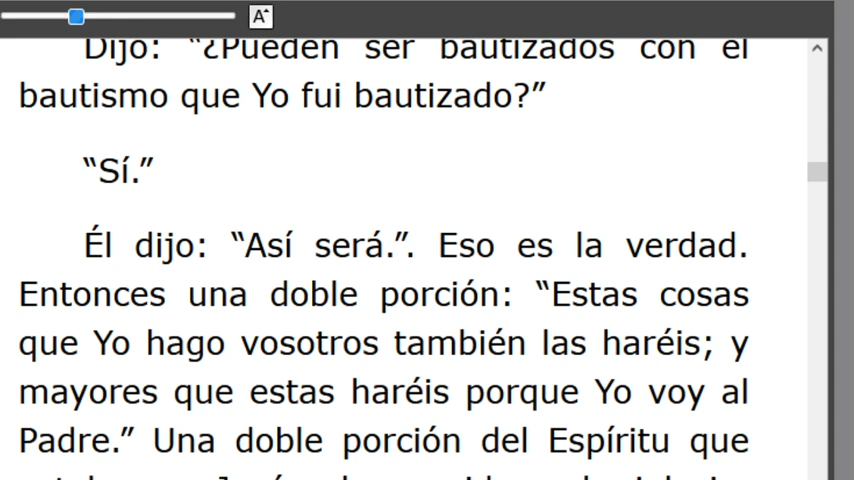 A
Dijo: “¿Pueden ser bautizados con el
bautismo que Yo fui bautizado?”
“Sí.”
Él dijo: “Así será.”. Eso es la verdad.
Entonces una doble porción: “Estas cosas
que Yo hago vosotros también las haréis; y
mayores que estas haréis porque Yo voy al
Padre.” Una doble porción del Espíritu que